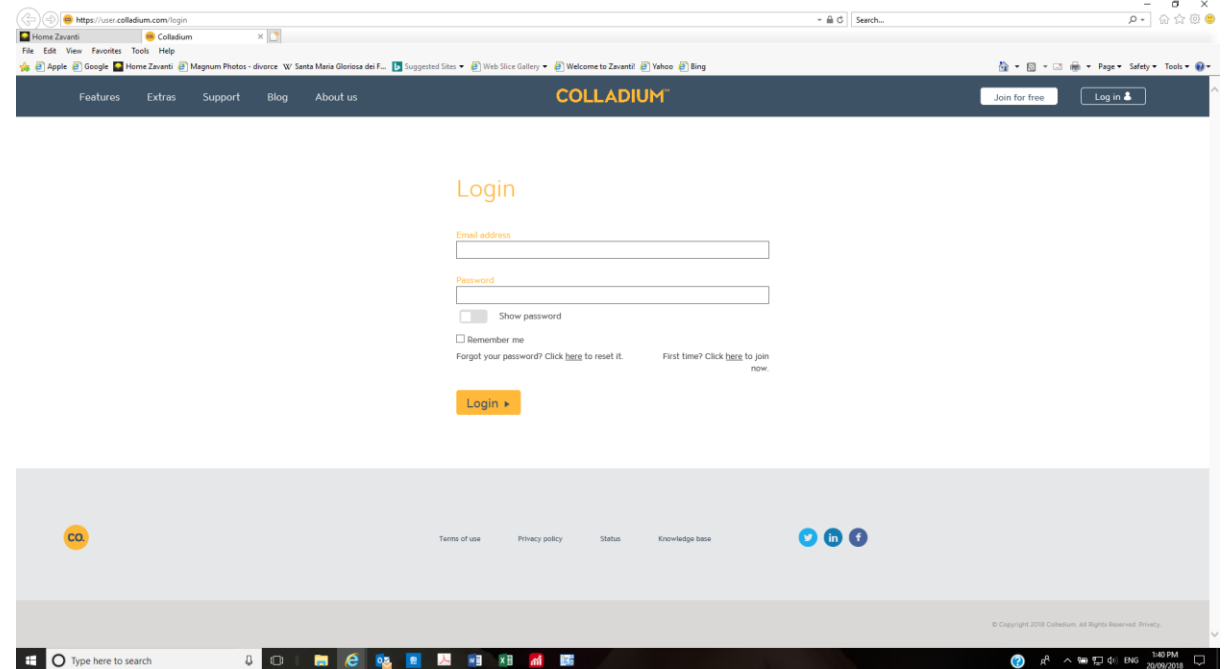 https://user.colladium.com/login
Search...
Home Zavanti
Colladium
File Edit View Favorites Tools Help
Apple Google Home Zavanti Magnum Photos - divorce W Santa Maria Gloriosa dei F... Suggested Sites Web Slice Gallery Welcome to Zavanti! Yahoo Bing Page Safety Tools
Features Extras Support Blog About us COLLADIUM™ Join for free Log in
Login
Email address
Password
Show password
Remember me
Forgot your password? Click here to reset it. First time? Click here to join
now.
Login
CO.
Terms of use Privacy policy Status Knowledge base
© Copyright 2018 Colladium. All Rights Reserved. Privacy.
Type here to search
ENG
1:40 PM
20/09/2018